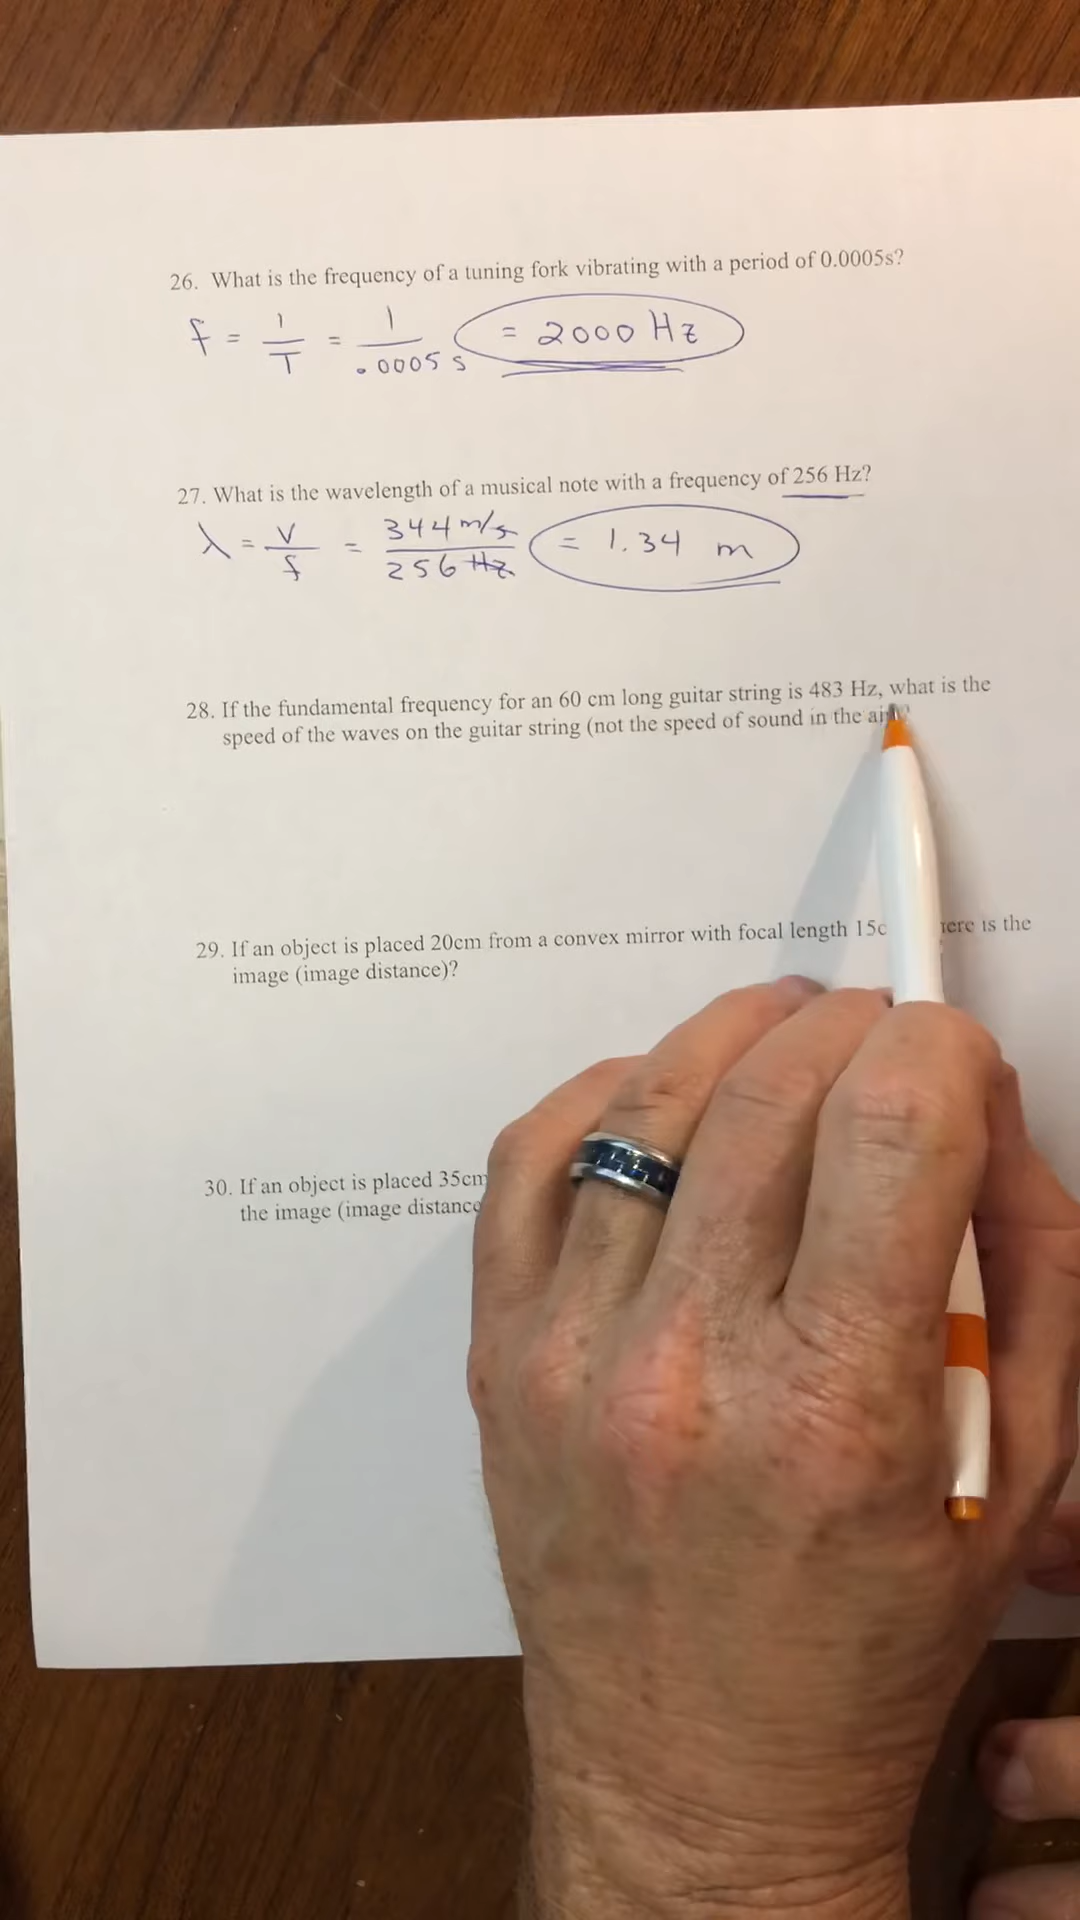 26. What is the frequency of a tuning fork vibrating with a period of 0.0005s?
f = 1/T = 1/.0005 s = 2000 Hz
27. What is the wavelength of a musical note with a frequency of 256 Hz?
λ = v/f = 344 m/s / 256 Hz = 1.34 m
28. If the fundamental frequency for an 60 cm long guitar string is 483 Hz, what is the
speed of the waves on the guitar string (not the speed of sound in the
29. If an object is placed 20cm from a convex mirror with focal length is the
image (image distance)?
30. If an object is placed 35cm
the image (image distance